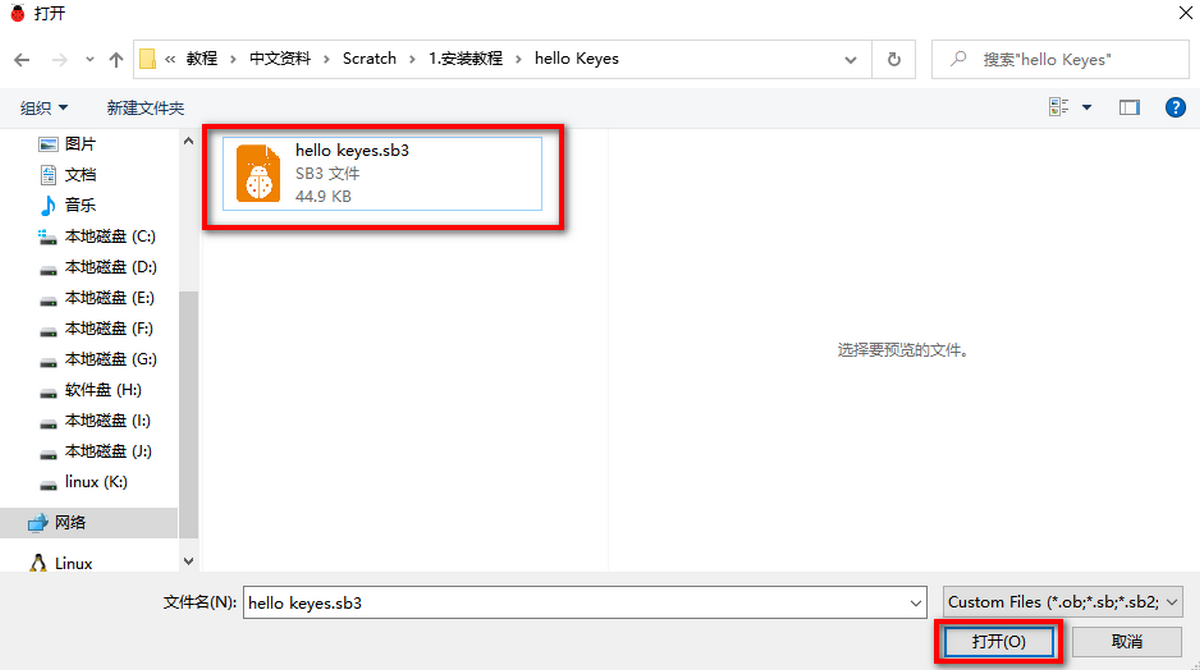 打开
« 教程 › 中文资料 › Scratch › 1.安装教程 › hello Keyes
搜索"hello Keyes"
组织 新建文件夹
图片
文档
音乐
本地磁盘 (C:)
本地磁盘 (D:)
本地磁盘 (E:)
本地磁盘 (F:)
本地磁盘 (G:)
软件盘 (H:)
本地磁盘 (I:)
本地磁盘 (J:)
linux (K:)
网络
Linux
hello keyes.sb3
SB3 文件
44.9 KB
选择要预览的文件。
文件名(N): hello keyes.sb3 Custom Files (*.ob;*.sb;*.sb2;
打开(O) 取消